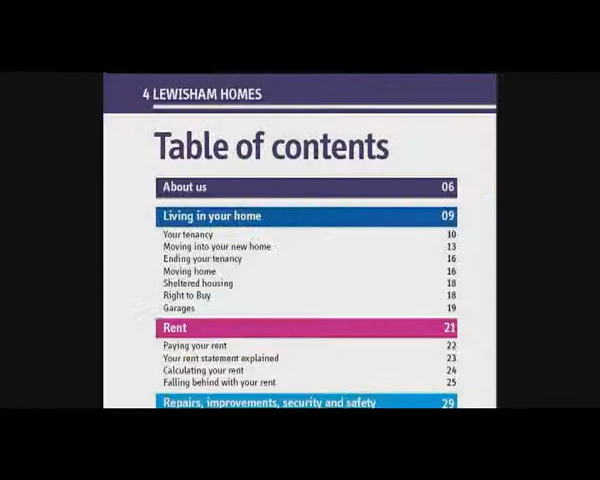 4 LEWISHAM HOMES
Table of contents
About us 06
Living in your home 09
Your tenancy 10
Moving into your new home 13
Ending your tenancy 16
Moving home 16
Sheltered housing 18
Right to Buy 18
Garages 19
Rent 21
Paying your rent 22
Your rent statement explained 23
Calculating your rent 24
Falling behind with your rent 25
Repairs, improvements, security and safety 29